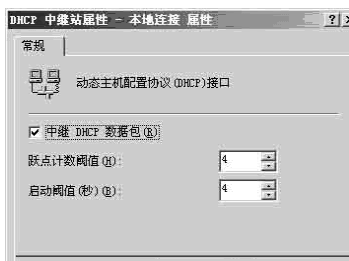 DHCP 中继站属性 - 本地连接 属性
常规
动态主机配置协议(DHCP)接口
中继 DHCP 数据包(R)
跃点计数阈值(H): 4
启动阈值(秒)(B): 4